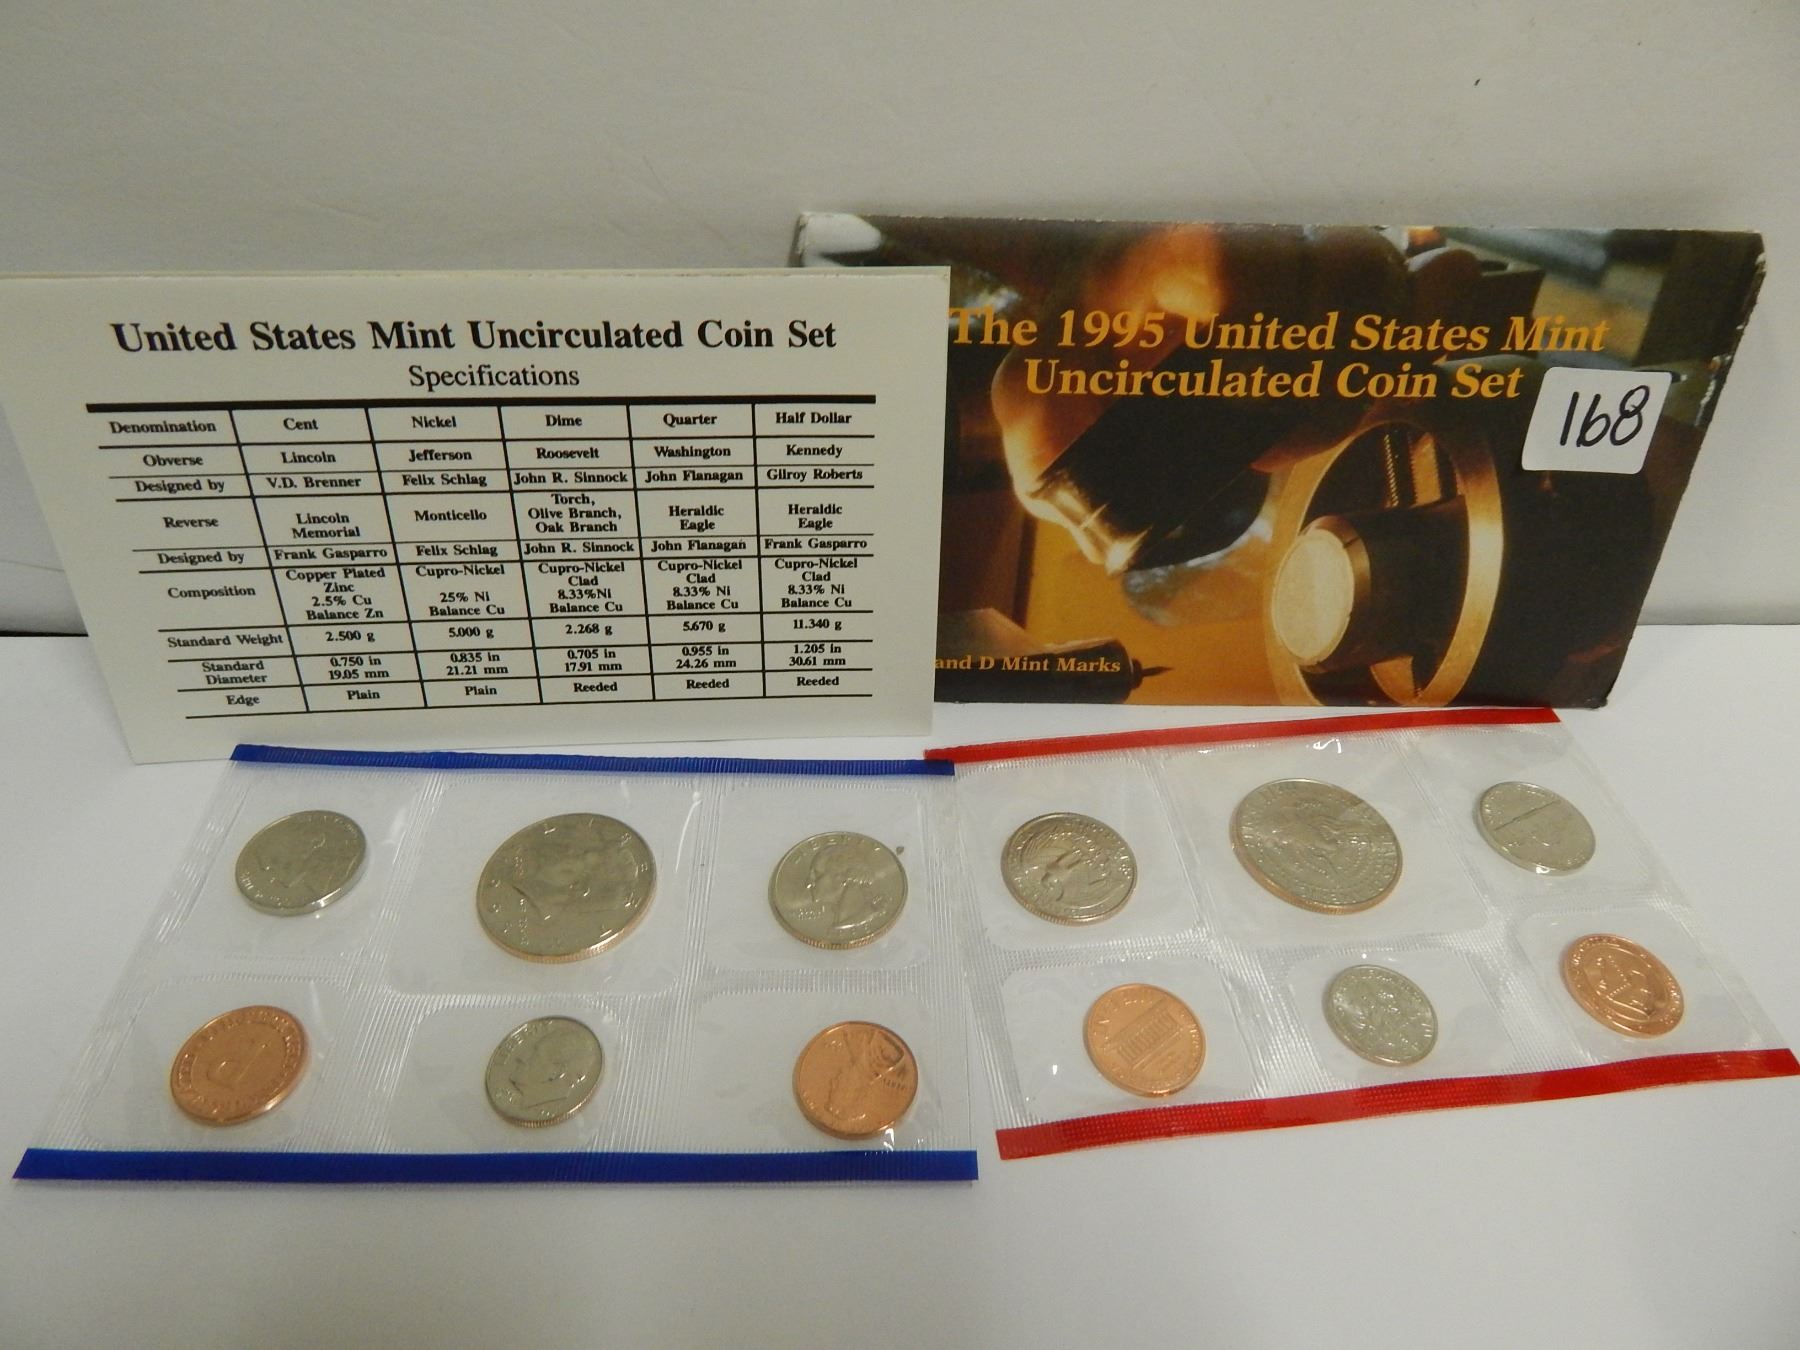 United States Mint Uncirculated Coin Set
Specifications
Denomination Cent Nickel Dime Quarter Half Dollar
Obverse Lincoln Jefferson Roosevelt Washington Kennedy
Designed by V.D. Brenner Felix Schlag John R. Sinnock John Flanagan Gilroy Roberts
Reverse Lincoln Memorial Monticello Torch, Olive Branch, Oak Branch Heraldic Eagle Heraldic Eagle
Designed by Frank Gasparro Felix Schlag John R. Sinnock John Flanagan Frank Gasparro
Composition Copper Plated Zinc 2.5% Cu Balance Zn Cupro-Nickel 25% Ni Balance Cu Cupro-Nickel Clad 8.33%Ni Balance Cu Cupro-Nickel Clad 8.33% Ni Balance Cu Cupro-Nickel Clad 8.33% Ni Balance Cu
Standard Weight 2.500 g 5.000 g 2.268 g 5.670 g 11.340 g
Standard Diameter 0.750 in 19.05 mm 0.835 in 21.21 mm 0.705 in 17.91 mm 0.955 in 24.26 mm 1.205 in 30.61 mm
Edge Plain Plain Reeded Reeded Reeded
The 1995 United States Mint
Uncirculated Coin Set
168
and D Mint Marks
LIBERTY